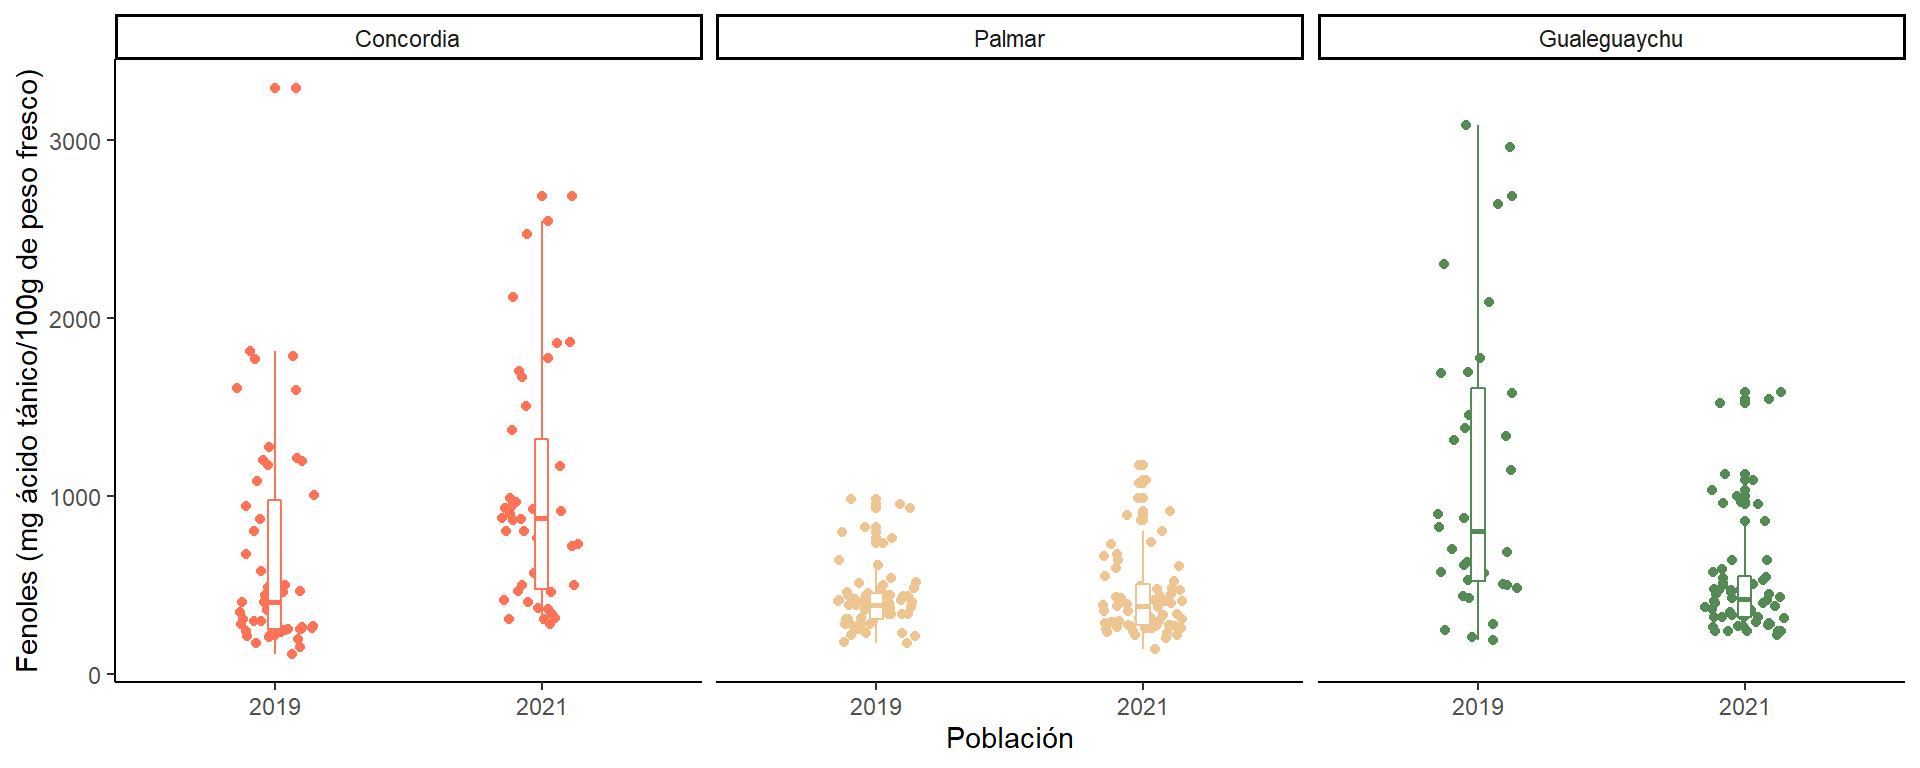 Concordia
Palmar
Gualeguaychu
Fenoles (mg ácido tánico/100g de peso fresco)
3000
2000
1000
0
2019
2021
2019
2021
2019
2021
Población